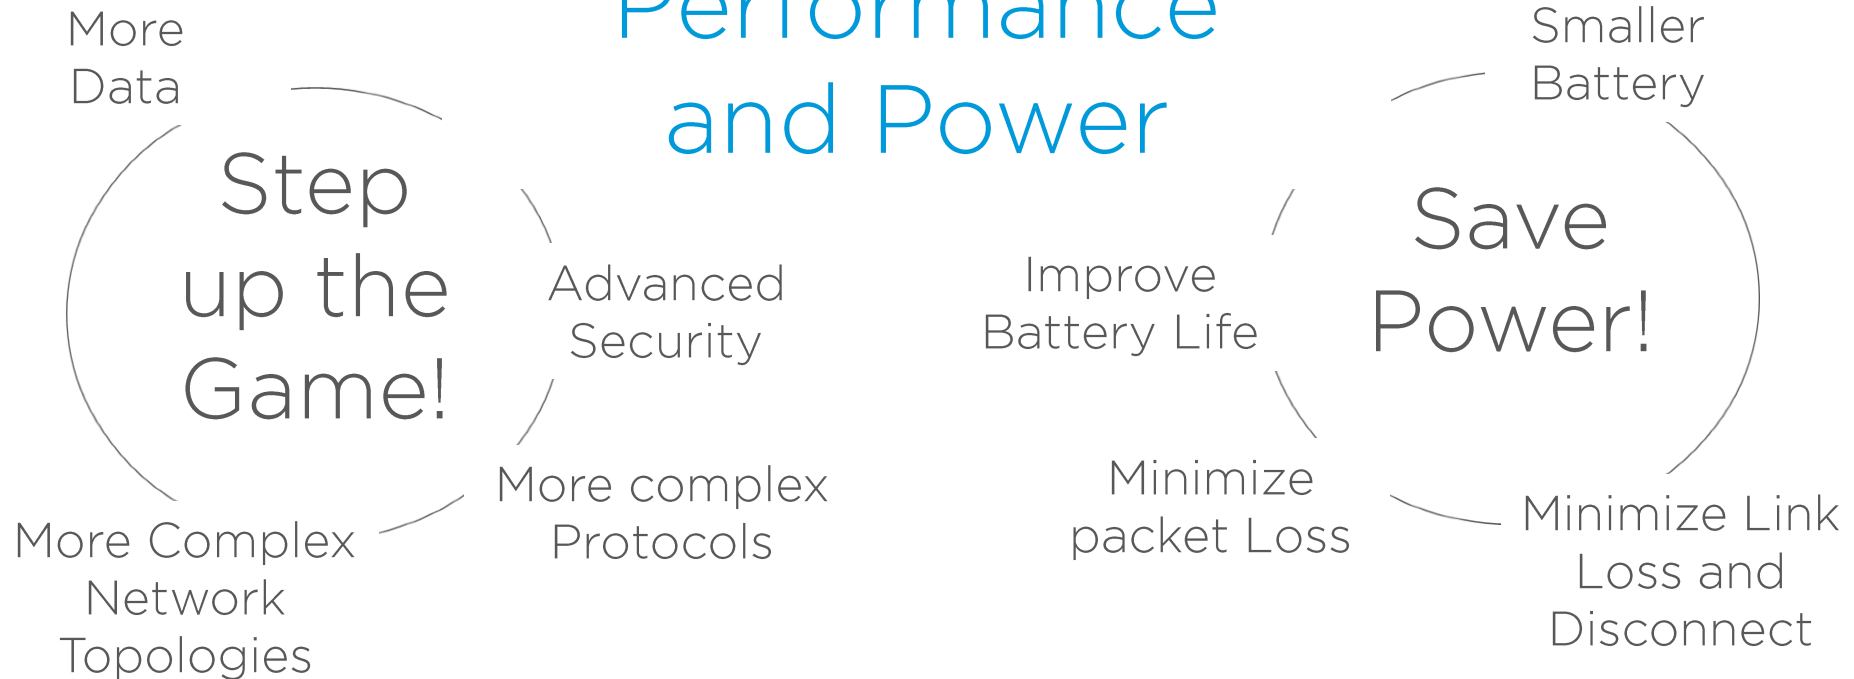 Performance
and Power
More
Data
Step
up the
Game!
Advanced
Security
More complex
Protocols
More Complex
Network
Topologies
Smaller
Battery
Save
Power!
Improve
Battery Life
Minimize
packet Loss
Minimize Link
Loss and
Disconnect